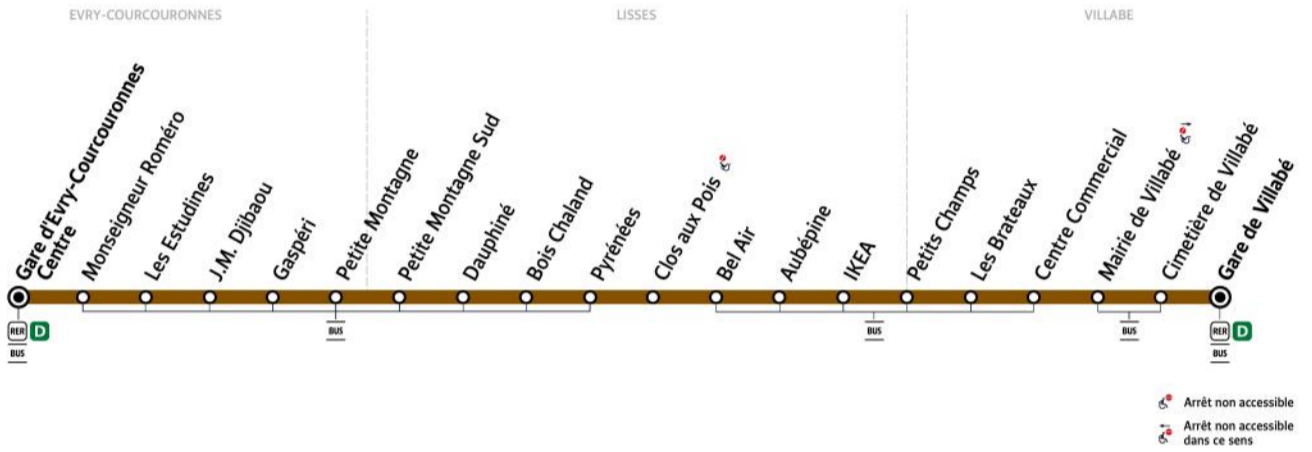 EVRY-COURCOURONNES
LISSES
VILLABE
Gare d'Evry-Courcouronnes
Centre
Monseigneur Roméro
Les Estudines
J.M. Djibaou
Gaspéri
Petite Montagne
Petite Montagne Sud
Dauphiné
Bois Chaland
Pyrénées
Clos aux Pois
Bel Air
Aubépine
IKEA
Petits Champs
Les Brateaux
Centre Commercial
Mairie de Villabé
Cimetière de Villabé
Gare de Villabé
RER D
BUS
BUS
BUS
BUS
RER D
BUS
Arrêt non accessible
Arrêt non accessible
dans ce sens